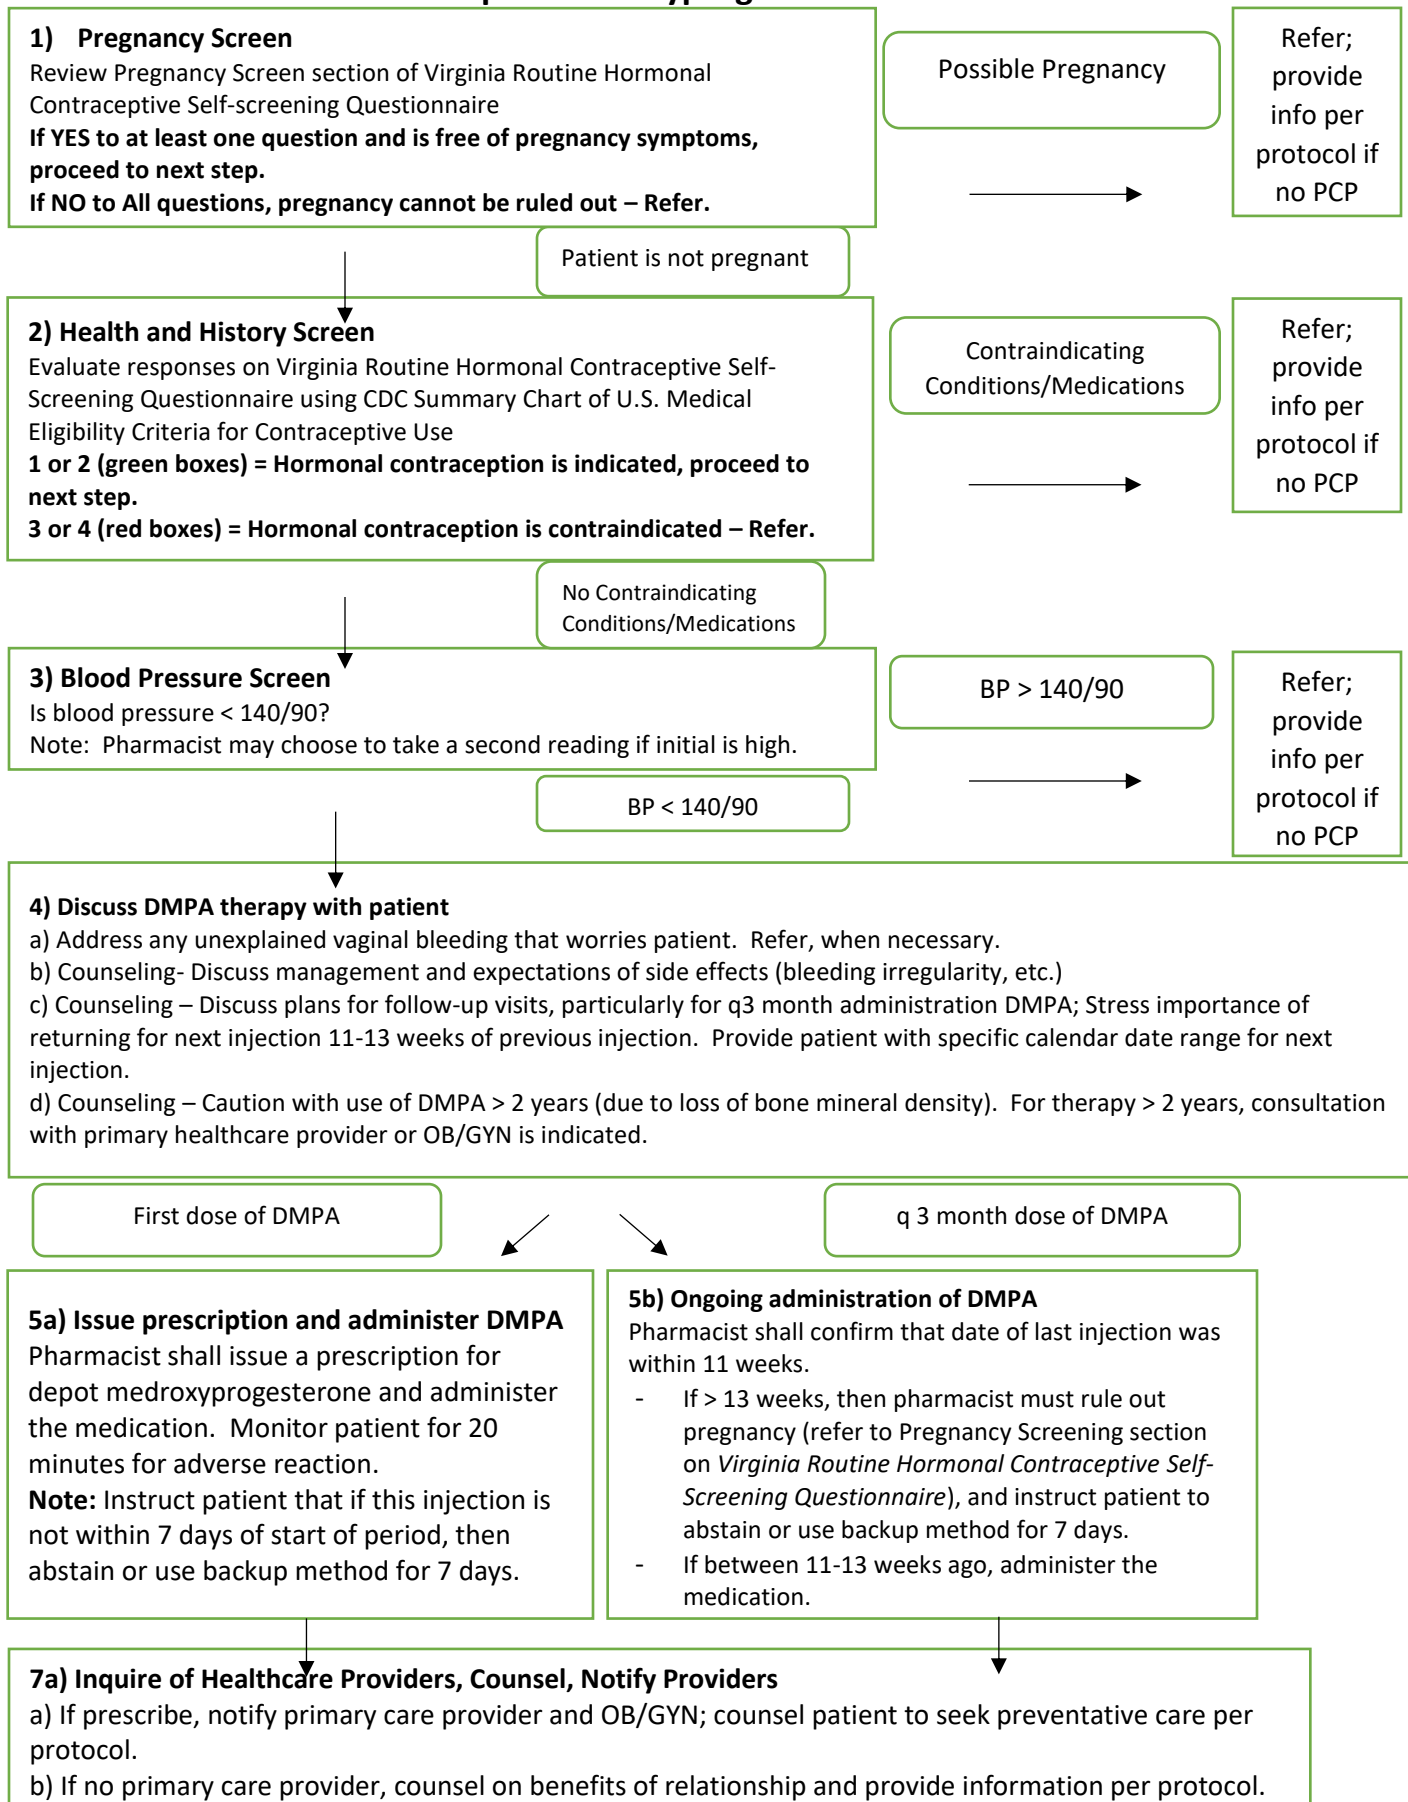 1) Pregnancy Screen
Review Pregnancy Screen section of Virginia Routine Hormonal
Contraceptive Self-screening Questionnaire
If YES to at least one question and is free of pregnancy symptoms,
proceed to next step.
If NO to All questions, pregnancy cannot be ruled out – Refer.
Possible Pregnancy
Refer;
provide
info per
protocol if
no PCP
Patient is not pregnant
2) Health and History Screen
Evaluate responses on Virginia Routine Hormonal Contraceptive Self-
Screening Questionnaire using CDC Summary Chart of U.S. Medical
Eligibility Criteria for Contraceptive Use
1 or 2 (green boxes) = Hormonal contraception is indicated, proceed to
next step.
3 or 4 (red boxes) = Hormonal contraception is contraindicated – Refer.
Contraindicating
Conditions/Medications
Refer;
provide
info per
protocol if
no PCP
No Contraindicating
Conditions/Medications
3) Blood Pressure Screen
Is blood pressure < 140/90?
Note: Pharmacist may choose to take a second reading if initial is high.
BP > 140/90
Refer;
provide
info per
protocol if
no PCP
BP < 140/90
4) Discuss DMPA therapy with patient
a) Address any unexplained vaginal bleeding that worries patient. Refer, when necessary.
b) Counseling- Discuss management and expectations of side effects (bleeding irregularity, etc.)
c) Counseling – Discuss plans for follow-up visits, particularly for q3 month administration DMPA; Stress importance of
returning for next injection 11-13 weeks of previous injection. Provide patient with specific calendar date range for next
injection.
d) Counseling – Caution with use of DMPA > 2 years (due to loss of bone mineral density). For therapy > 2 years, consultation
with primary healthcare provider or OB/GYN is indicated.
First dose of DMPA
q 3 month dose of DMPA
5a) Issue prescription and administer DMPA
Pharmacist shall issue a prescription for
depot medroxyprogesterone and administer
the medication. Monitor patient for 20
minutes for adverse reaction.
Note: Instruct patient that if this injection is
not within 7 days of start of period, then
abstain or use backup method for 7 days.
5b) Ongoing administration of DMPA
Pharmacist shall confirm that date of last injection was
within 11 weeks.
- If > 13 weeks, then pharmacist must rule out
pregnancy (refer to Pregnancy Screening section
on Virginia Routine Hormonal Contraceptive Self-
Screening Questionnaire), and instruct patient to
abstain or use backup method for 7 days.
- If between 11-13 weeks ago, administer the
medication.
7a) Inquire of Healthcare Providers, Counsel, Notify Providers
a) If prescribe, notify primary care provider and OB/GYN; counsel patient to seek preventative care per
protocol.
b) If no primary care provider, counsel on benefits of relationship and provide information per protocol.